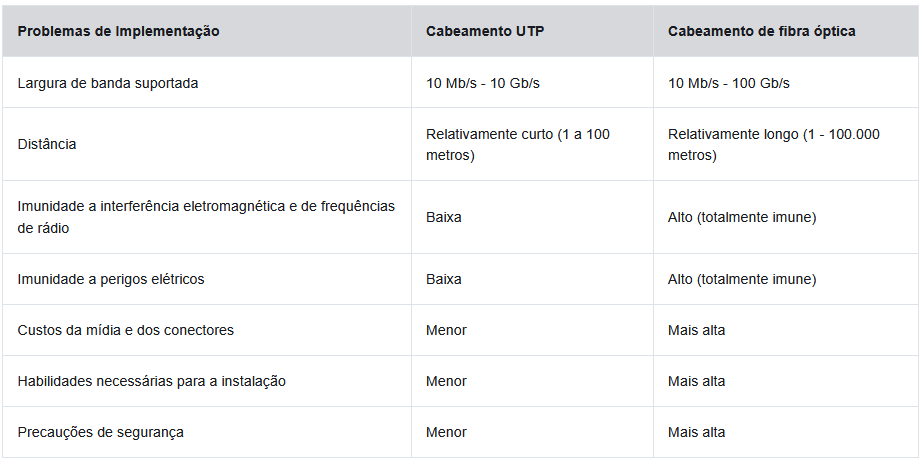 Problemas de Implementação
Cabeamento UTP
Cabeamento de fibra óptica
Largura de banda suportada
10 Mb/s - 10 Gb/s
10 Mb/s - 100 Gb/s
Distância
Relativamente curto (1 a 100
metros)
Relativamente longo (1 - 100.000
metros)
Imunidade a interferência eletromagnética e de frequências
de rádio
Baixa
Alto (totalmente imune)
Imunidade a perigos elétricos
Baixa
Alto (totalmente imune)
Custos da mídia e dos conectores
Menor
Mais alta
Habilidades necessárias para a instalação
Menor
Mais alta
Precauções de segurança
Menor
Mais alta